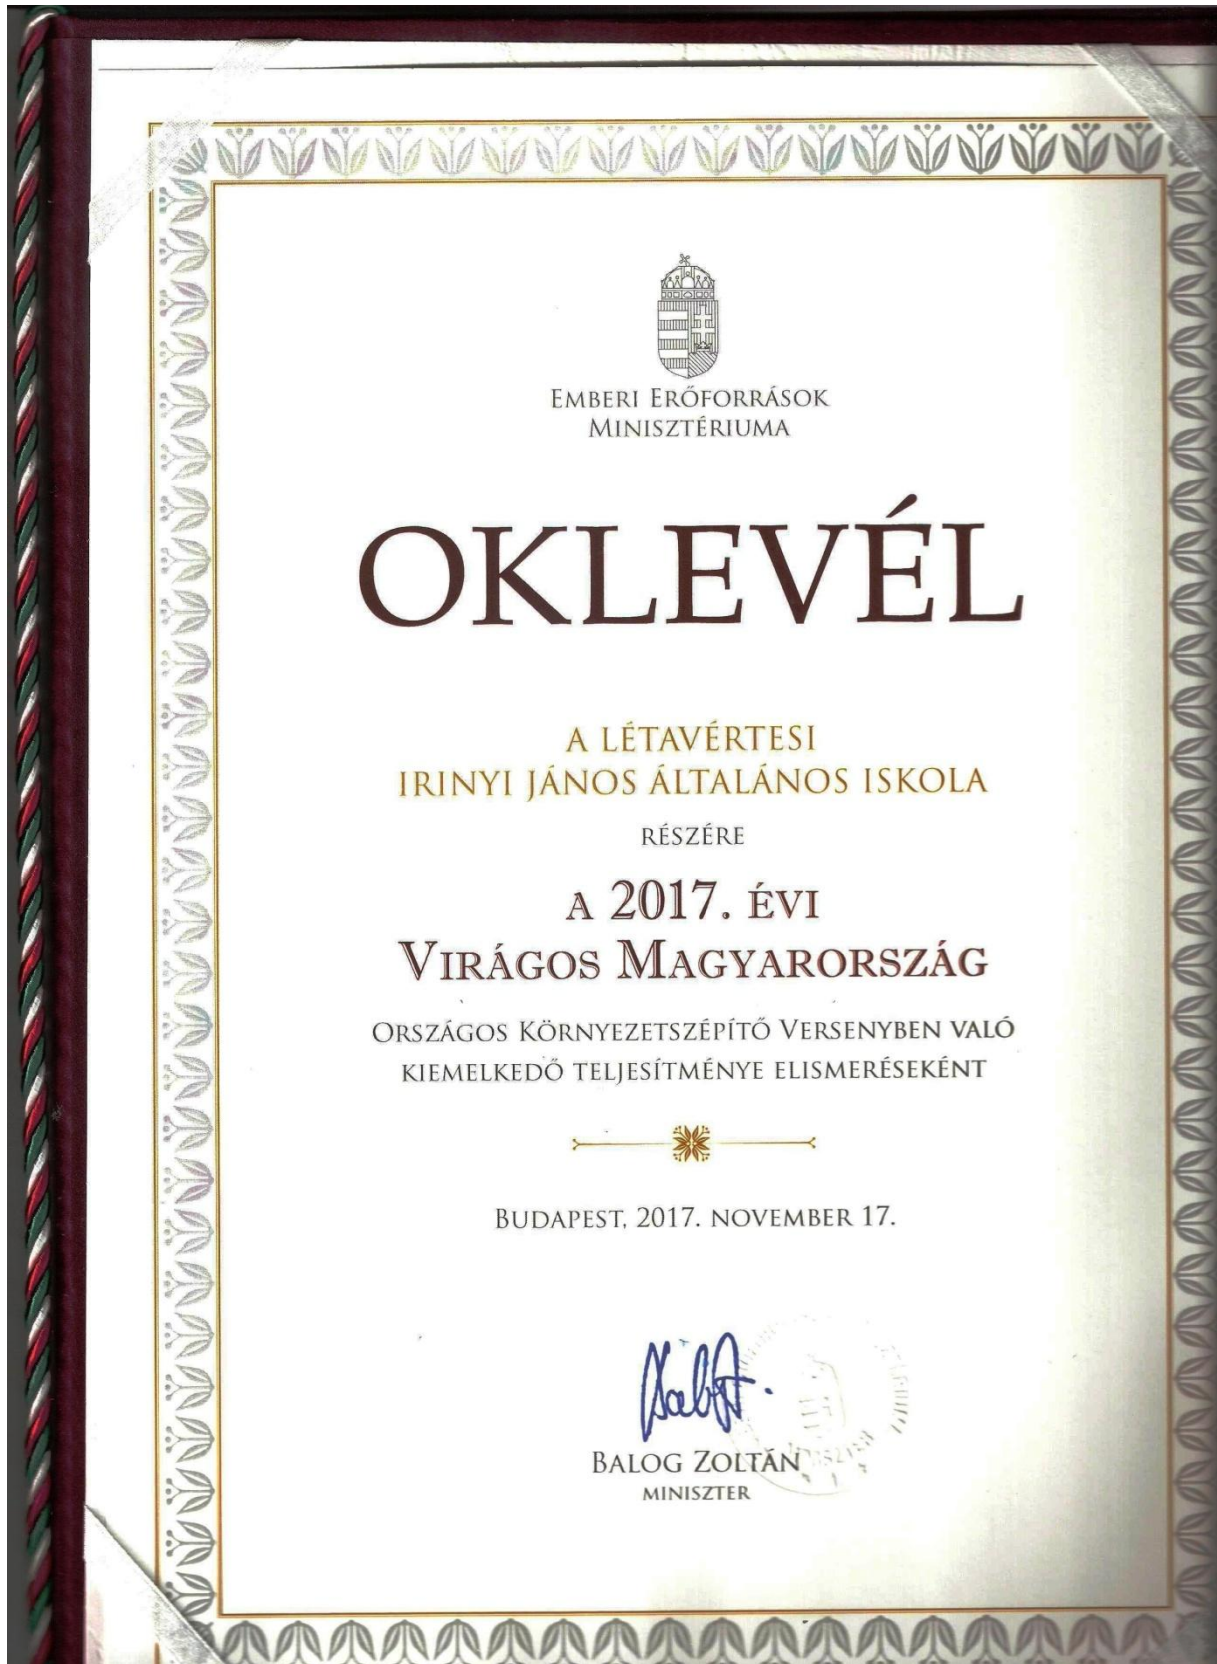 EMBERI ERŐFORRÁSOK
MINISZTÉRIUMA
OKLEVÉL
A LÉTAVÉRTESI
IRINYI JÁNOS ÁLTALÁNOS ISKOLA
RÉSZÉRE
A 2017. ÉVI
VIRÁGOS MAGYARORSZÁG
ORSZÁGOS KÖRNYEZETSZÉPÍTŐ VERSENYBEN VALÓ
KIEMELKEDŐ TELJESÍTMÉNYE ELISMERÉSEKÉNT
BUDAPEST, 2017. NOVEMBER 17.
BALOG ZOLTÁN
MINISZTER